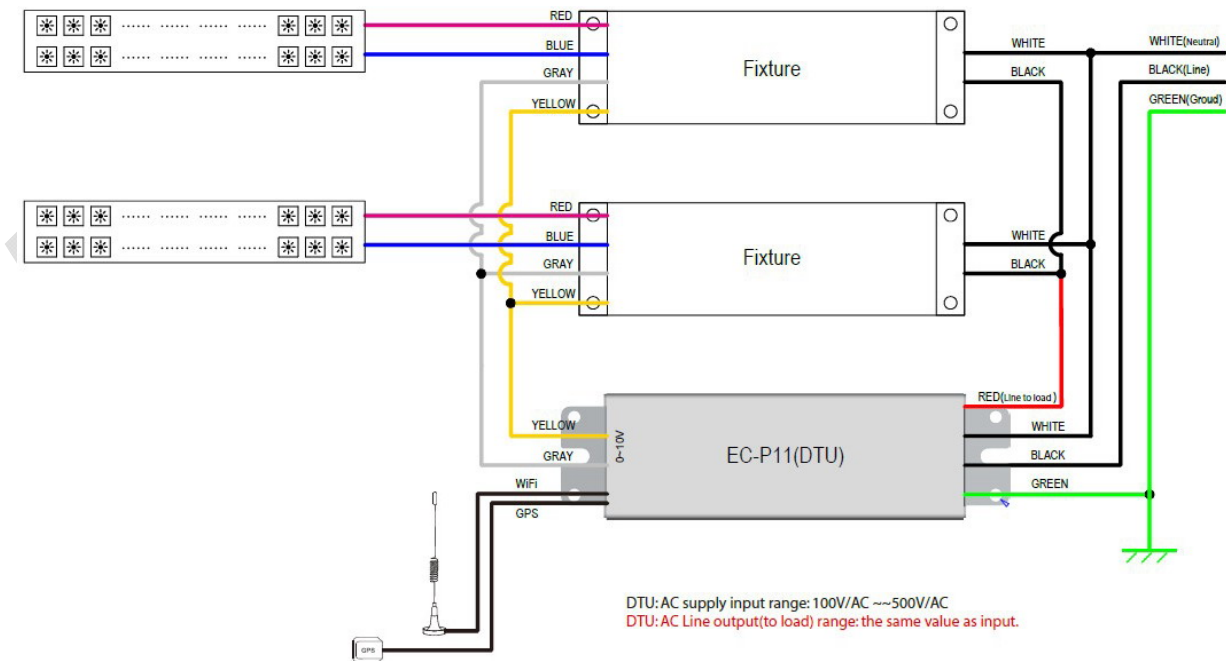 RED
BLUE
GRAY
YELLOW
Fixture
WHITE
BLACK
WHITE(Neutral)
BLACK(Line)
GREEN(Groud)
RED
BLUE
GRAY
YELLOW
Fixture
WHITE
BLACK
YELLOW
GRAY
WiFi
GPS
0~10V
EC-P11(DTU)
RED(Line to load )
WHITE
BLACK
GREEN
GPS
DTU: AC supply input range: 100V/AC ~~500V/AC
DTU: AC Line output(to load) range: the same value as input.